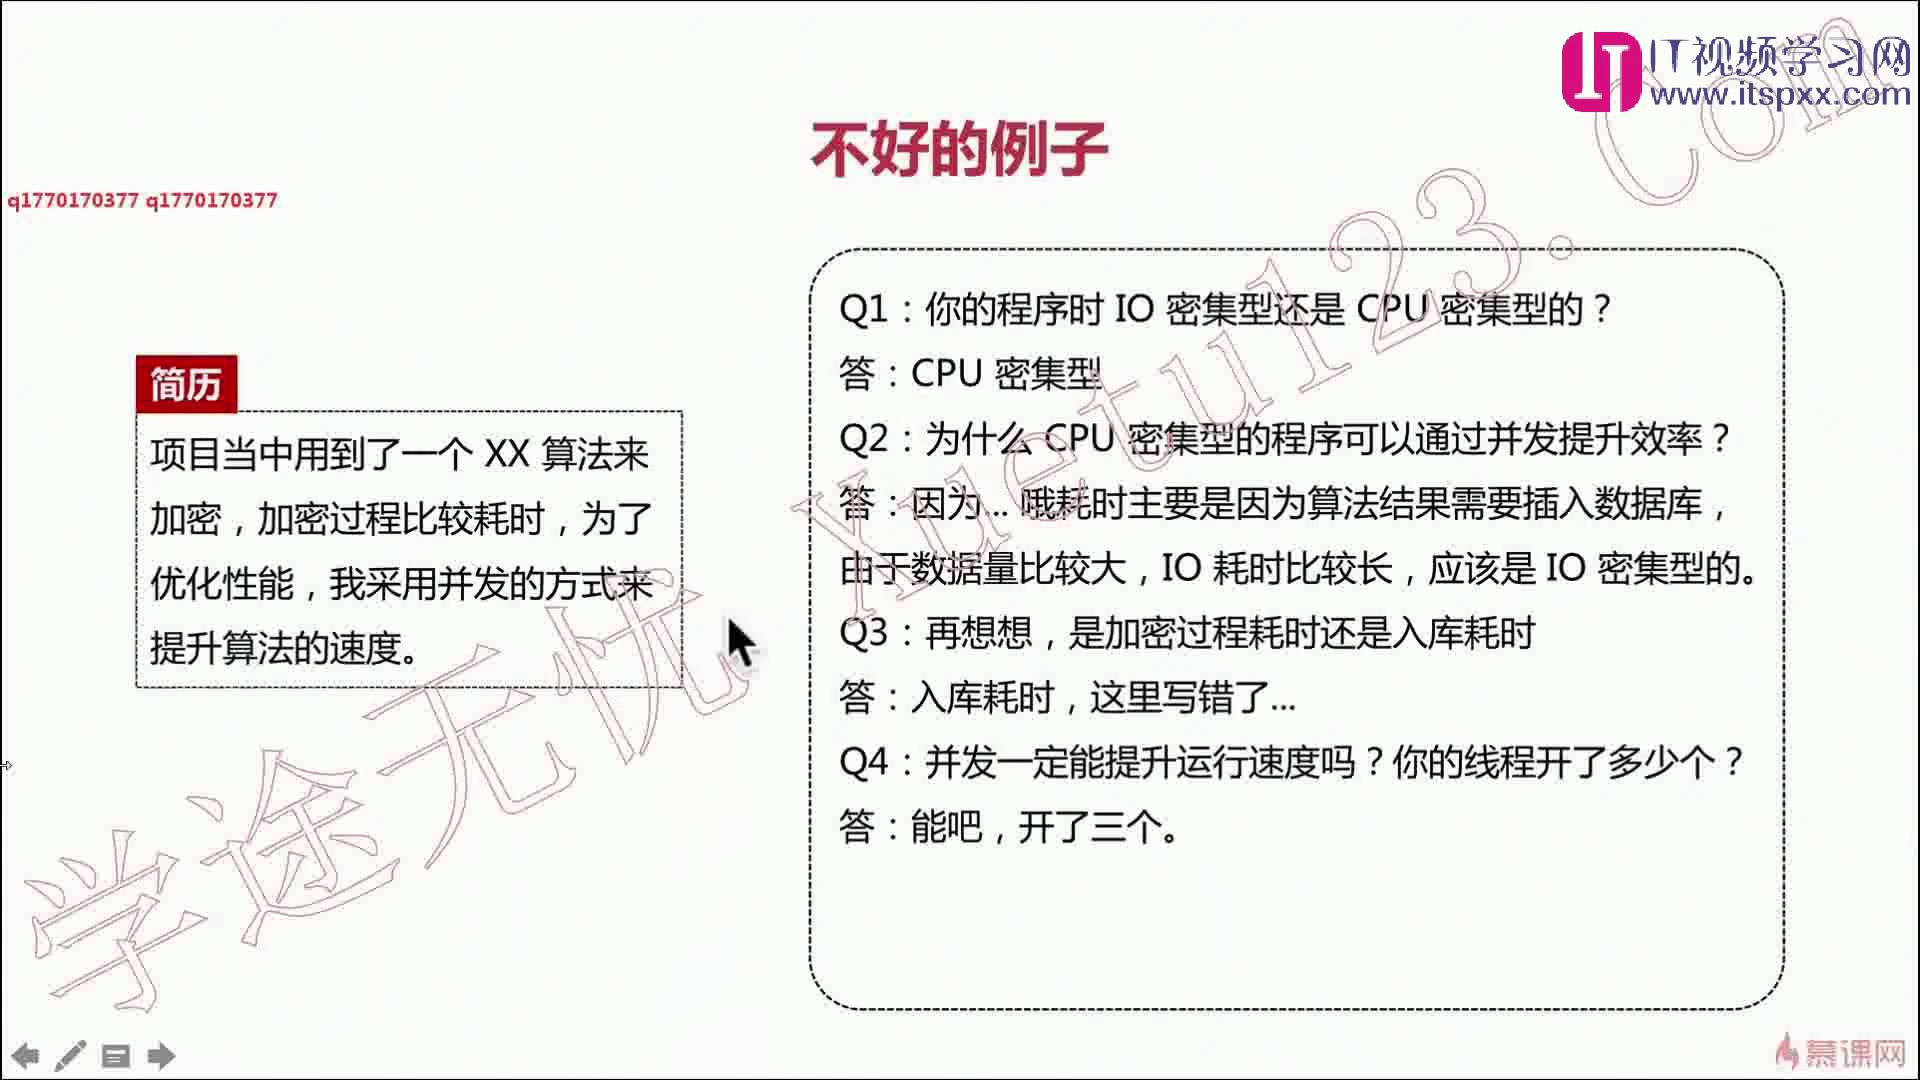 IT视频学习网
www.itspxx.com
不好的例子
q1770170377 q1770170377
简历
项目当中用到了一个 XX 算法来
加密，加密过程比较耗时，为了
优化性能，我采用并发的方式来
提升算法的速度。
Q1：你的程序时 IO 密集型还是 CPU 密集型的？
答：CPU 密集型
Q2：为什么 CPU 密集型的程序可以通过并发提升效率？
答：因为... 哦耗时主要是因为算法结果需要插入数据库，
由于数据量比较大，IO 耗时比较长，应该是 IO 密集型的。
Q3：再想想，是加密过程耗时还是入库耗时
答：入库耗时，这里写错了...
Q4：并发一定能提升运行速度吗？你的线程开了多少个？
答：能吧，开了三个。
学途无忧 Xuetu123.Com
慕课网